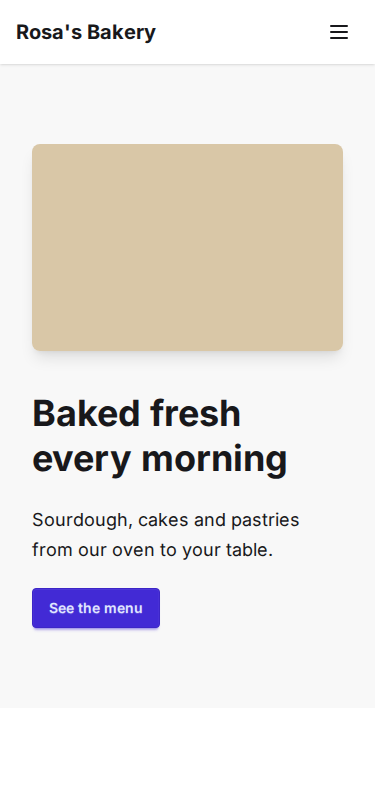 Rosa's Bakery
Baked fresh
every morning
Sourdough, cakes and pastries
from our oven to your table.
See the menu